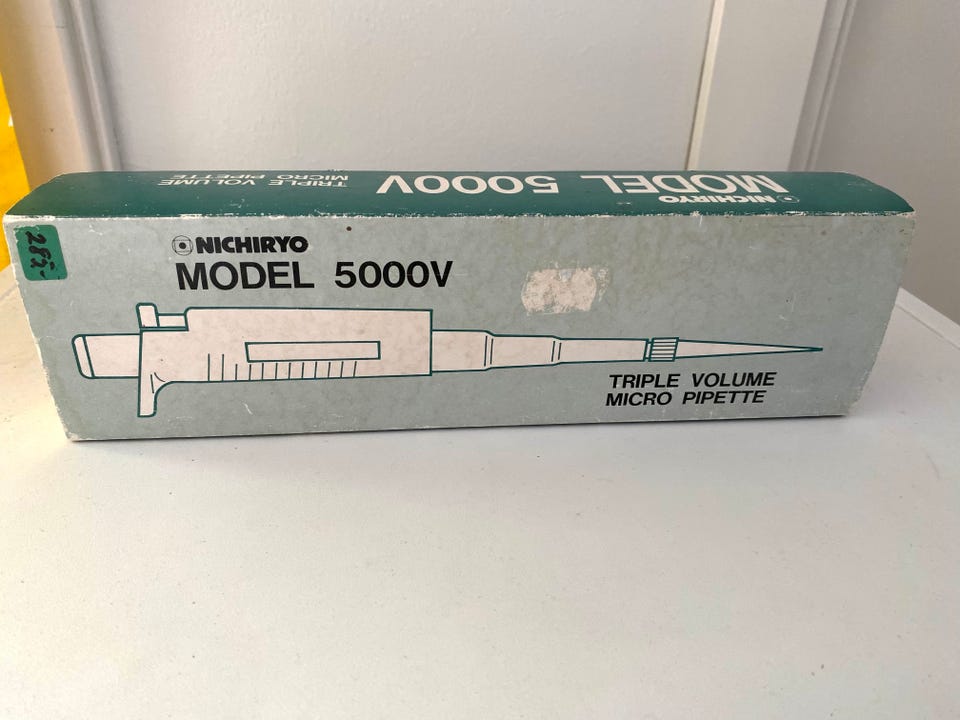 NICHIRYO
MODEL 5000V
TRIPLE VOLUME
MICRO PIPETTE
NICHIRYO
MODEL 5000V
TRIPLE VOLUME
MICRO PIPETTE